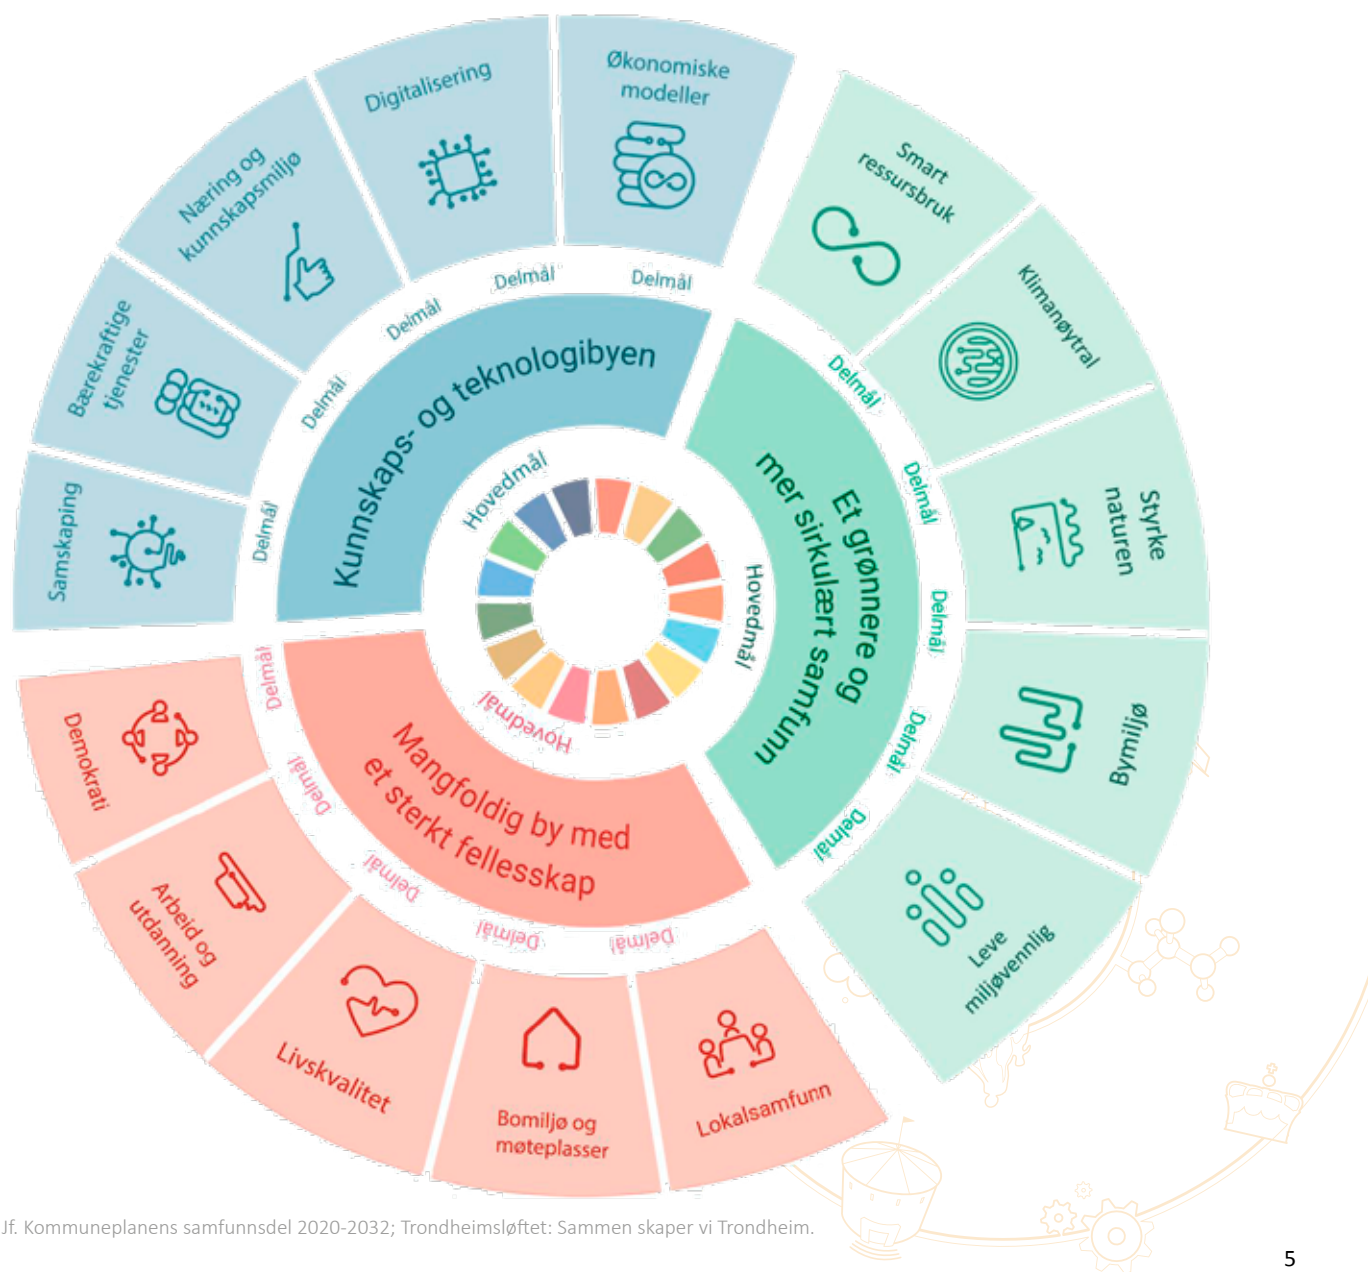 Økonomiske
modeller
Digitalisering
Næring og
kunnskapsmiljø
Bærekraftige
tjenester
Samskaping
Delmål
Delmål
Delmål
Delmål
Delmål
Kunnskaps- og teknologibyen
Hovedmål
Smart
ressursbruk
Klimanøytral
Styrke
naturen
Bymiljø
Leve
miljøvennlig
Delmål
Delmål
Delmål
Delmål
Delmål
Et grønnere og
mer sirkulært samfunn
Hovedmål
Hovedmål
Mangfoldig by med
et sterkt fellesskap
Delmål
Delmål
Delmål
Delmål
Delmål
Demokrati
Arbeid og
utdanning
Livskvalitet
Bomiljø og
møteplasser
Lokalsamfunn
Jf. Kommuneplanens samfunnsdel 2020-2032; Trondheimsløftet: Sammen skaper vi Trondheim.
5